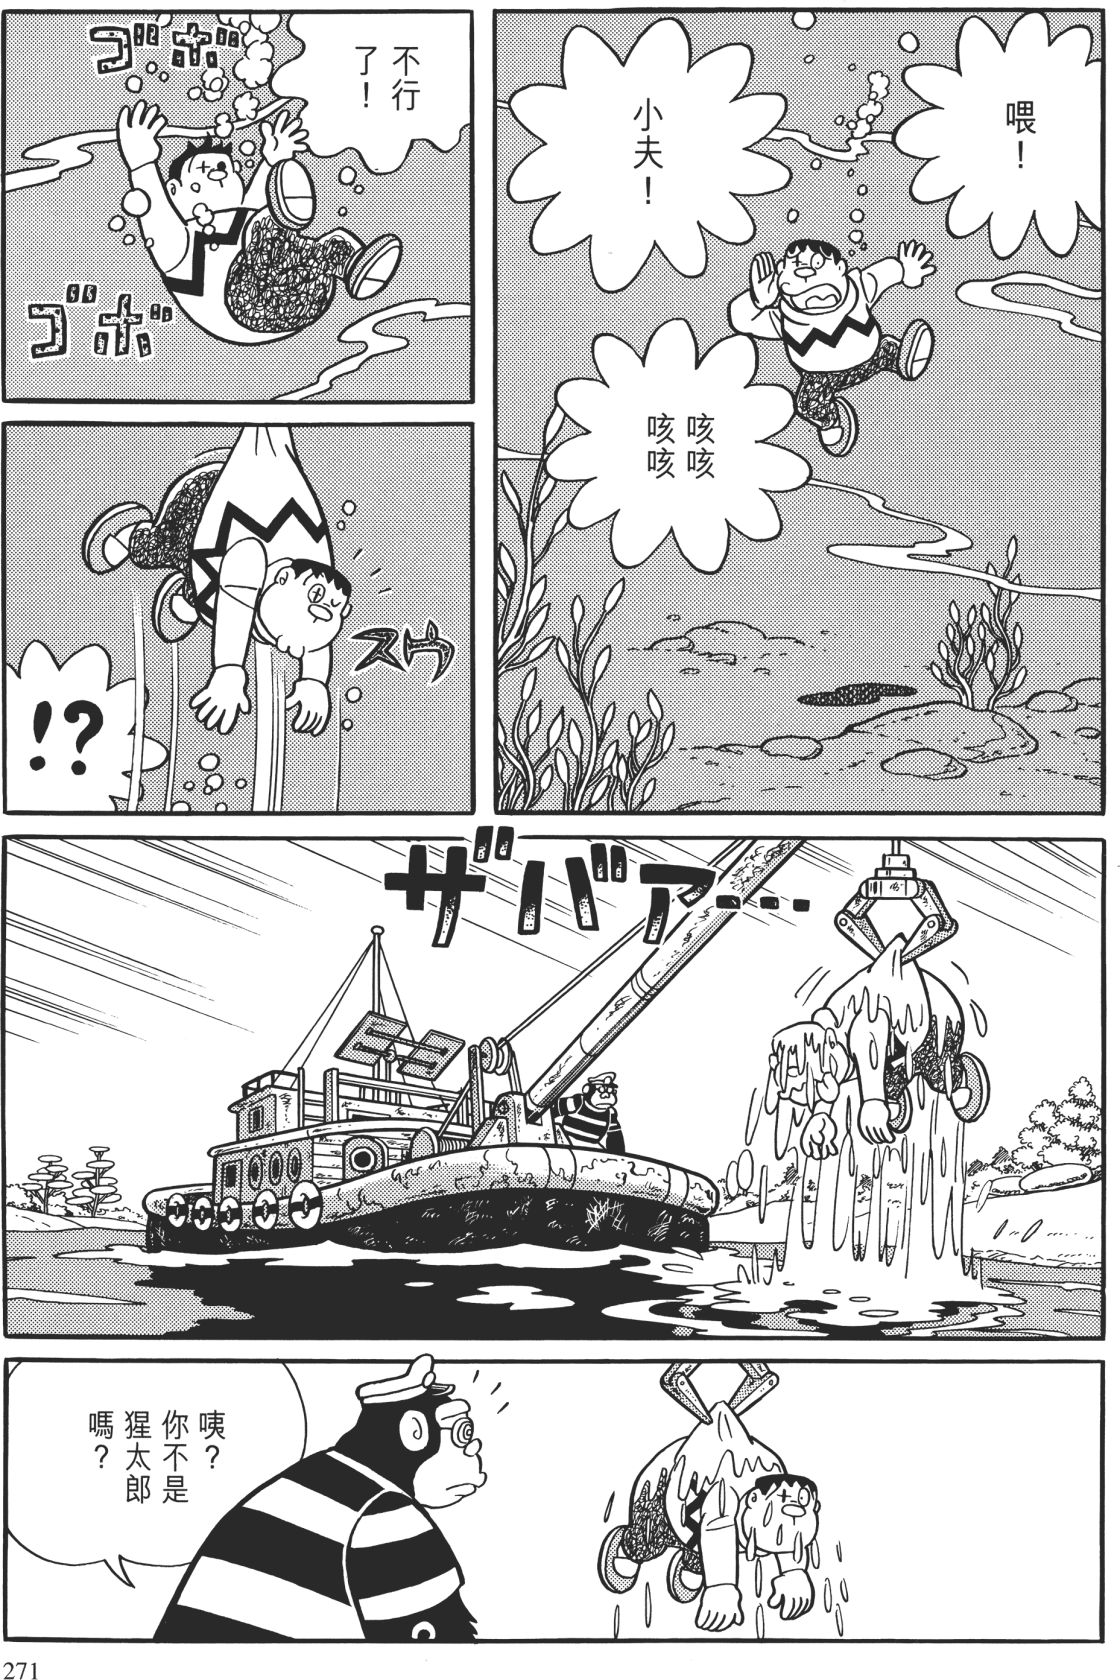 喂！
小夫！
咳咳
咳咳
不行
了！
ゴボ
ゴボ
スゥ
！？
ザバァ…
咦？
你不是
猩太郎
嗎？
271